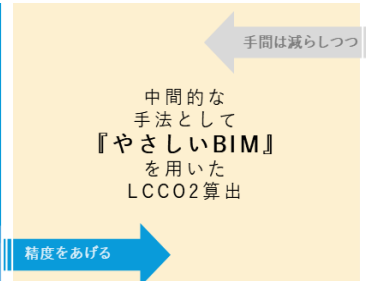 手間は減らしつつ
中間的な
手法として
『やさしいBIM』
を用いた
LCCO2算出
精度をあげる